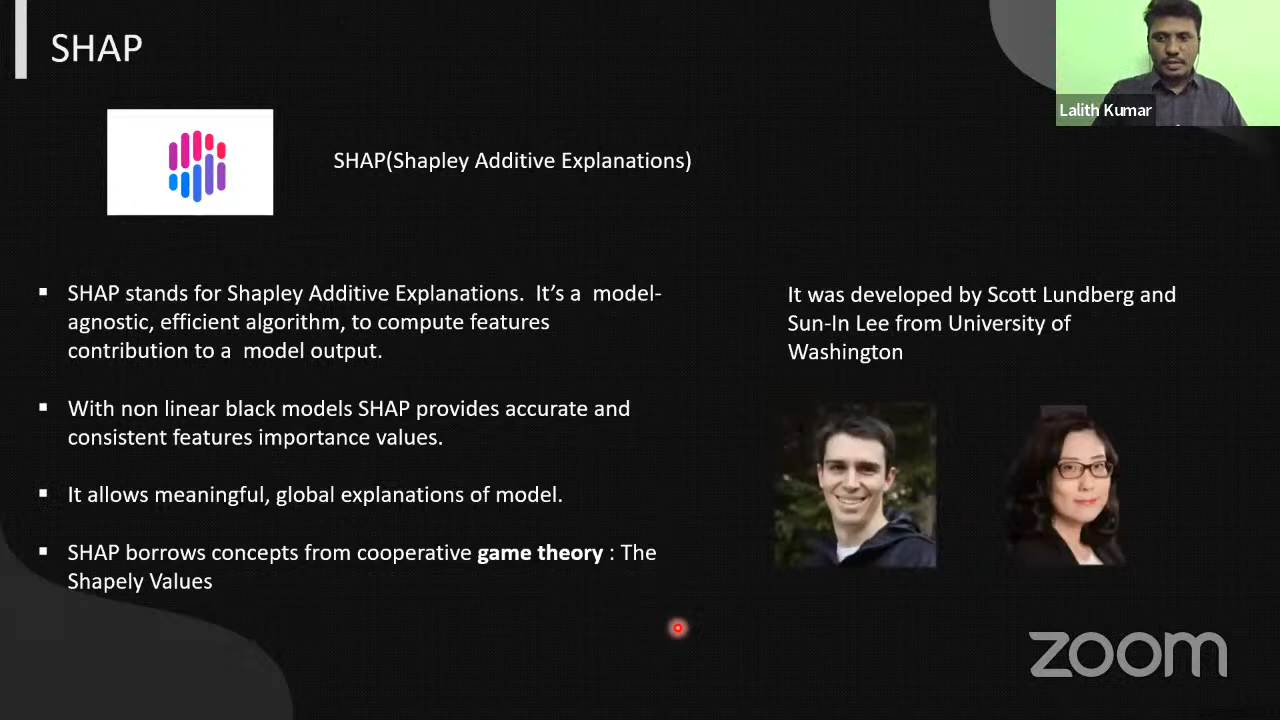 SHAP
Lalith Kumar
SHAP(Shapley Additive Explanations)
▪ SHAP stands for Shapley Additive Explanations. It’s a model-
agnostic, efficient algorithm, to compute features
contribution to a model output.
▪ With non linear black models SHAP provides accurate and
consistent features importance values.
▪ It allows meaningful, global explanations of model.
▪ SHAP borrows concepts from cooperative game theory : The
Shapely Values
It was developed by Scott Lundberg and
Sun-In Lee from University of
Washington
zoom